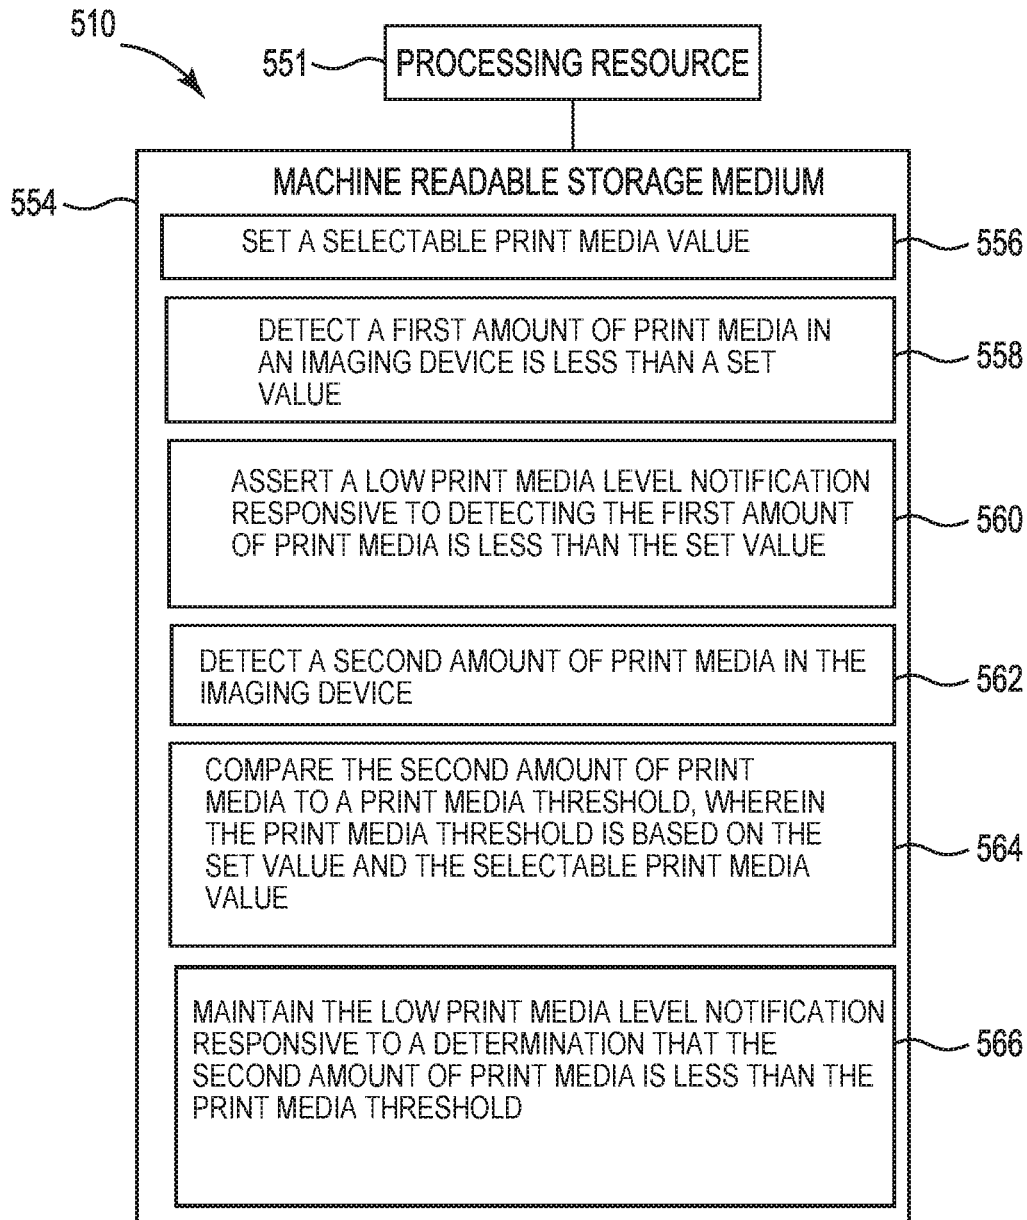 510
551
PROCESSING RESOURCE
554
MACHINE READABLE STORAGE MEDIUM
SET A SELECTABLE PRINT MEDIA VALUE
556
DETECT A FIRST AMOUNT OF PRINT MEDIA IN
AN IMAGING DEVICE IS LESS THAN A SET
VALUE
558
ASSERT A LOW PRINT MEDIA LEVEL NOTIFICATION
RESPONSIVE TO DETECTING THE FIRST AMOUNT
OF PRINT MEDIA IS LESS THAN THE SET VALUE
560
DETECT A SECOND AMOUNT OF PRINT MEDIA IN THE
IMAGING DEVICE
562
COMPARE THE SECOND AMOUNT OF PRINT
MEDIA TO A PRINT MEDIA THRESHOLD, WHEREIN
THE PRINT MEDIA THRESHOLD IS BASED ON THE
SET VALUE AND THE SELECTABLE PRINT MEDIA
VALUE
564
MAINTAIN THE LOW PRINT MEDIA LEVEL NOTIFICATION
RESPONSIVE TO A DETERMINATION THAT THE
SECOND AMOUNT OF PRINT MEDIA IS LESS THAN THE
PRINT MEDIA THRESHOLD
566